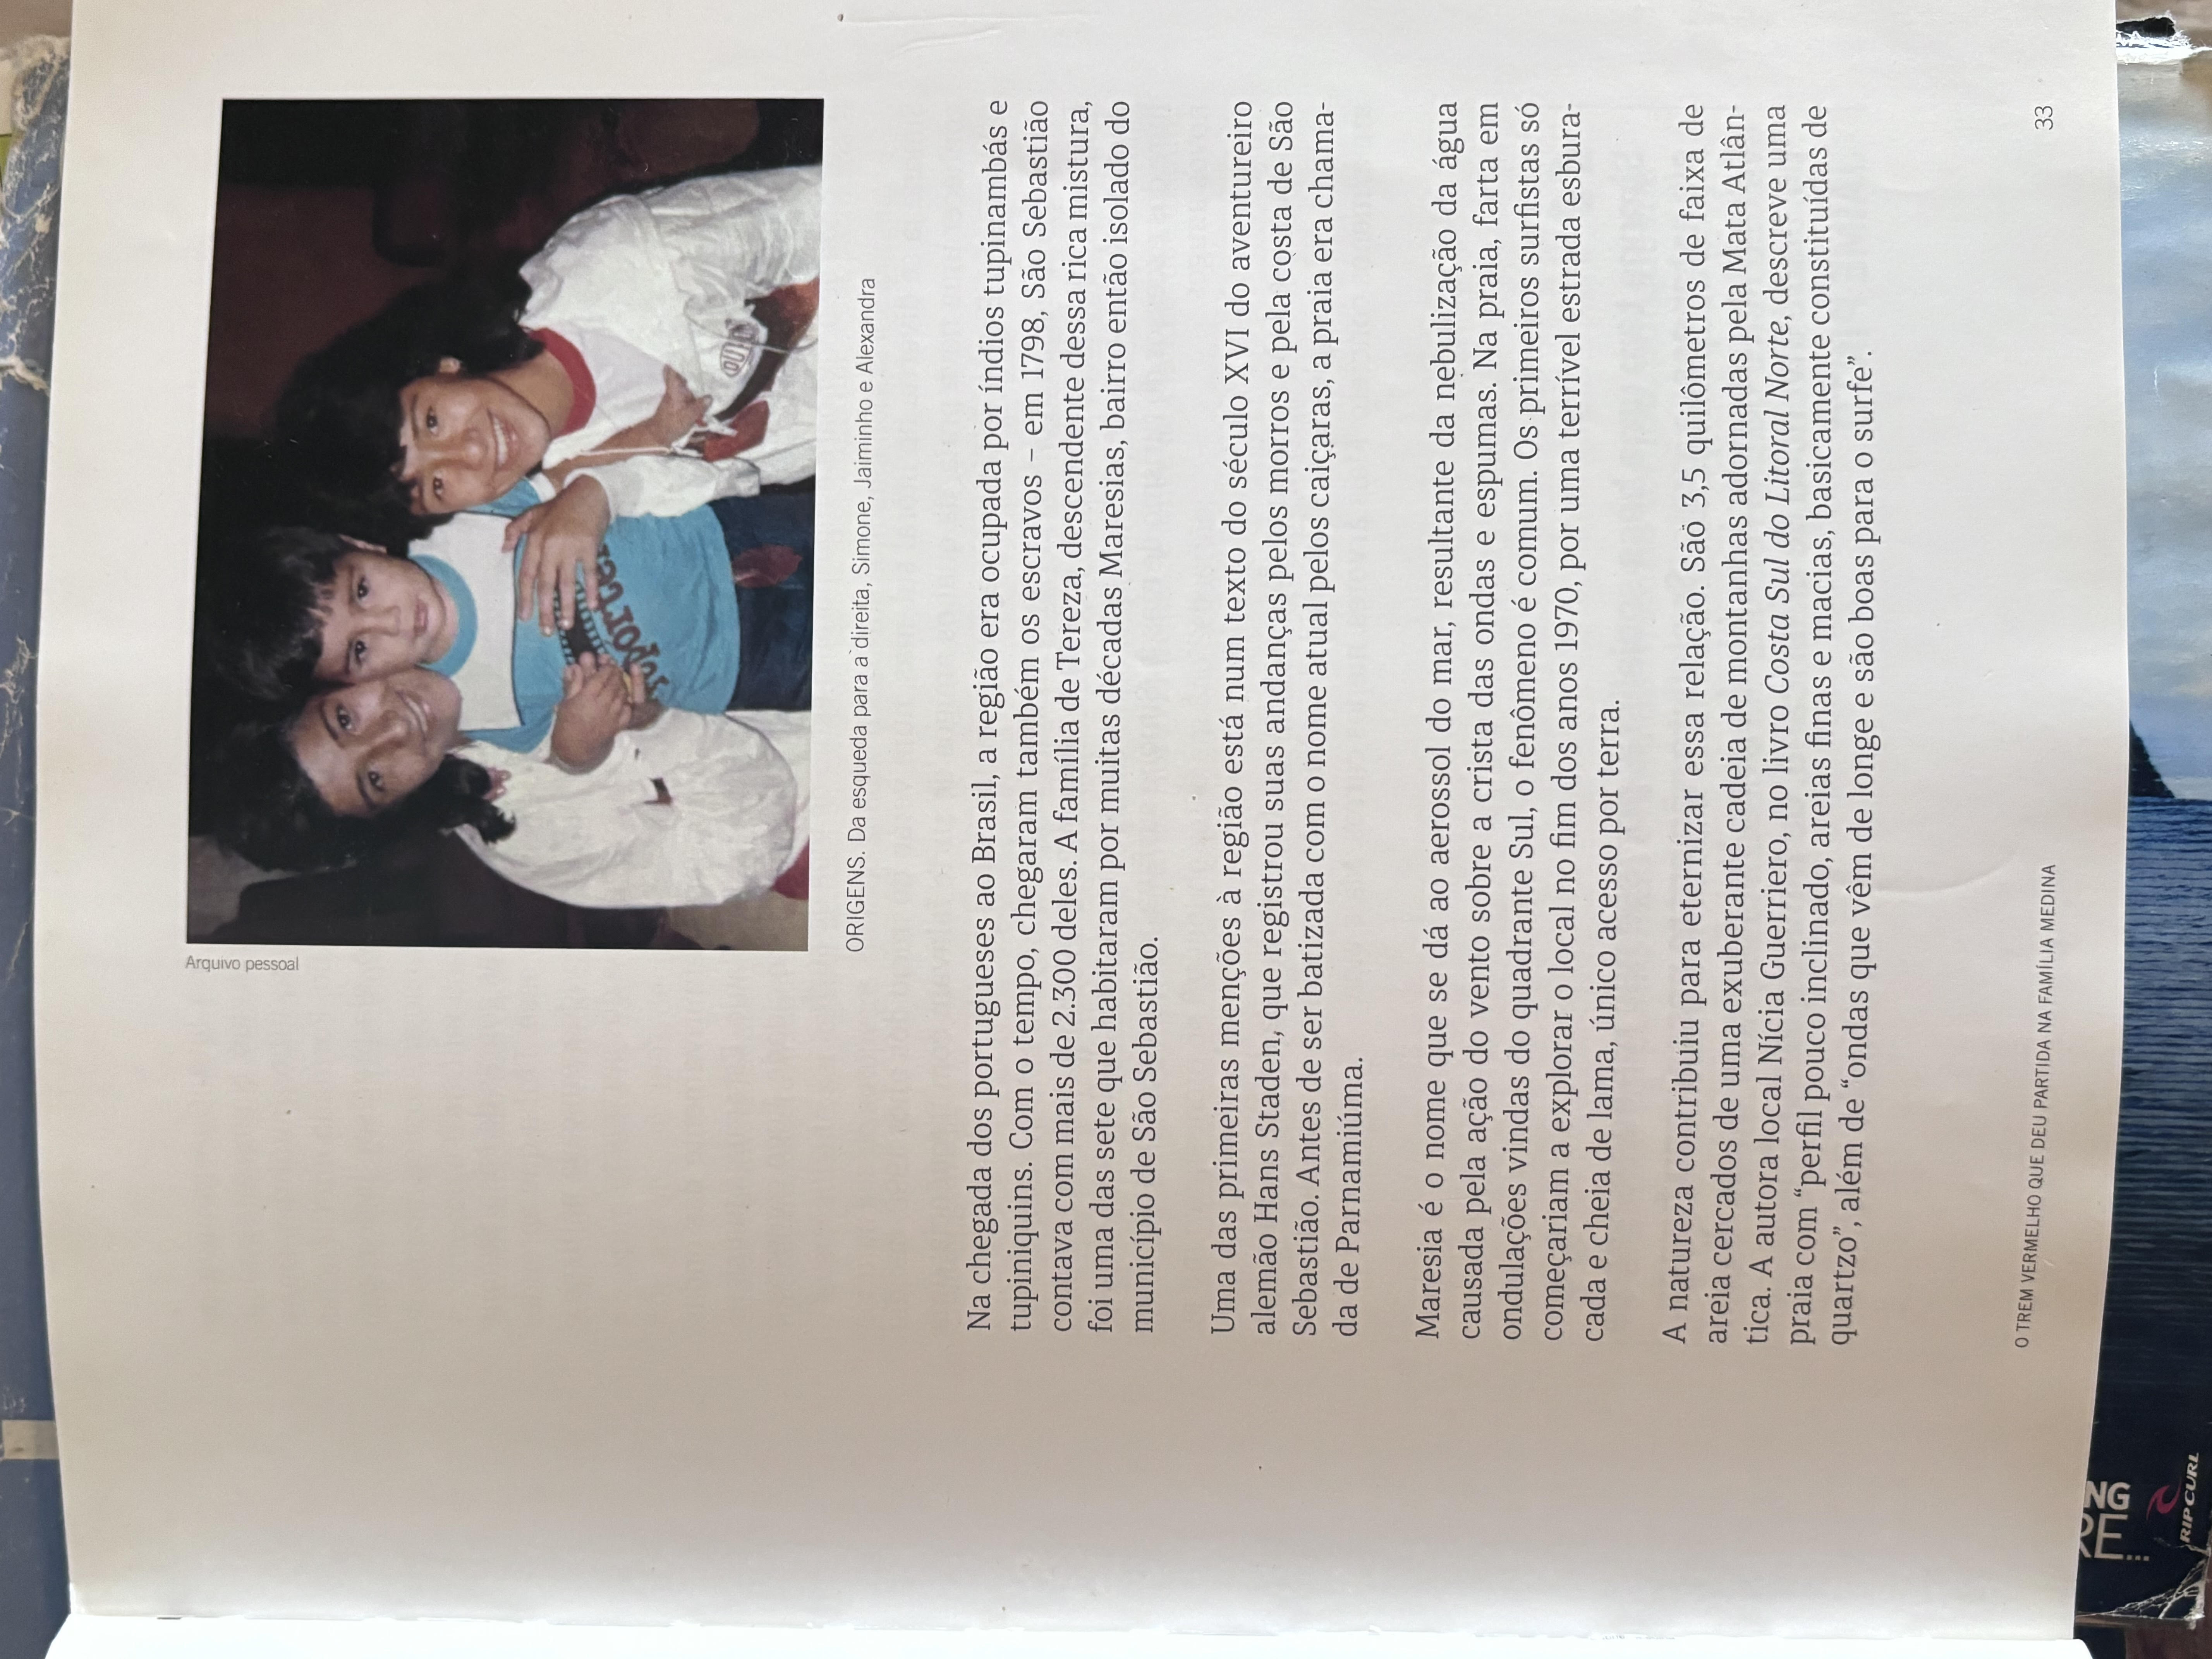 Arquivo pessoal
repórter
ORIGENS. Da esqueda para a direita, Simone, Jaiminho e Alexandra
Na chegada dos portugueses ao Brasil, a região era ocupada por índios tupinambás e
tupiniquins. Com o tempo, chegaram também os escravos – em 1798, São Sebastião
contava com mais de 2.300 deles. A família de Tereza, descendente dessa rica mistura,
foi uma das sete que habitaram por muitas décadas Maresias, bairro então isolado do
município de São Sebastião.
Uma das primeiras menções à região está num texto do século XVI do aventureiro
alemão Hans Staden, que registrou suas andanças pelos morros e pela costa de São
Sebastião. Antes de ser batizada com o nome atual pelos caiçaras, a praia era chama-
da de Parnamiúma.
Maresia é o nome que se dá ao aerossol do mar, resultante da nebulização da água
causada pela ação do vento sobre a crista das ondas e espumas. Na praia, farta em
ondulações vindas do quadrante Sul, o fenômeno é comum. Os primeiros surfistas só
começariam a explorar o local no fim dos anos 1970, por uma terrível estrada esbura-
cada e cheia de lama, único acesso por terra.
A natureza contribuiu para eternizar essa relação. São 3,5 quilômetros de faixa de
areia cercados de uma exuberante cadeia de montanhas adornadas pela Mata Atlân-
tica. A autora local Nícia Guerriero, no livro Costa Sul do Litoral Norte, descreve uma
praia com “perfil pouco inclinado, areias finas e macias, basicamente constituídas de
quartzo”, além de “ondas que vêm de longe e são boas para o surfe”.
O TREM VERMELHO QUE DEU PARTIDA NA FAMÍLIA MEDINA
33
RIP CURL